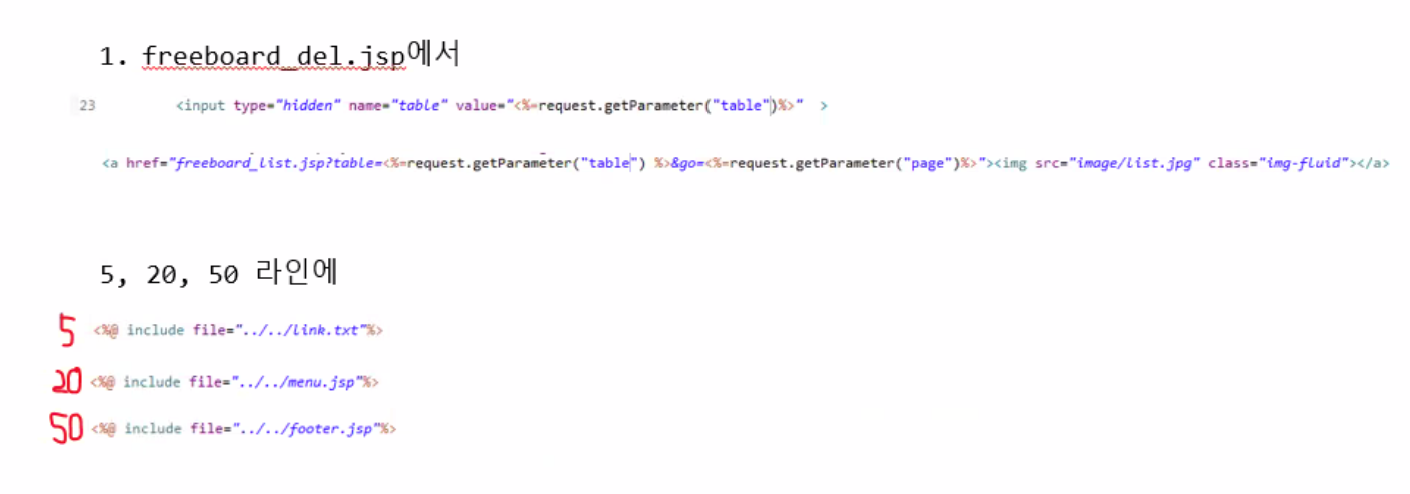 1. freeboard_del.jsp에서
23 <input type="hidden" name="table" value="<%=request.getParameter("table")%>" >
<a href="freeboard_list.jsp?table=<%=request.getParameter("table") %>&go=<%=request.getParameter("page")%>"><img src="image/list.jpg" class="img-fluid"></a>
5, 20, 50 라인에
5 <%@ include file="../../link.txt"%>
20 <%@ include file="../../menu.jsp"%>
50 <%@ include file="../../footer.jsp"%>